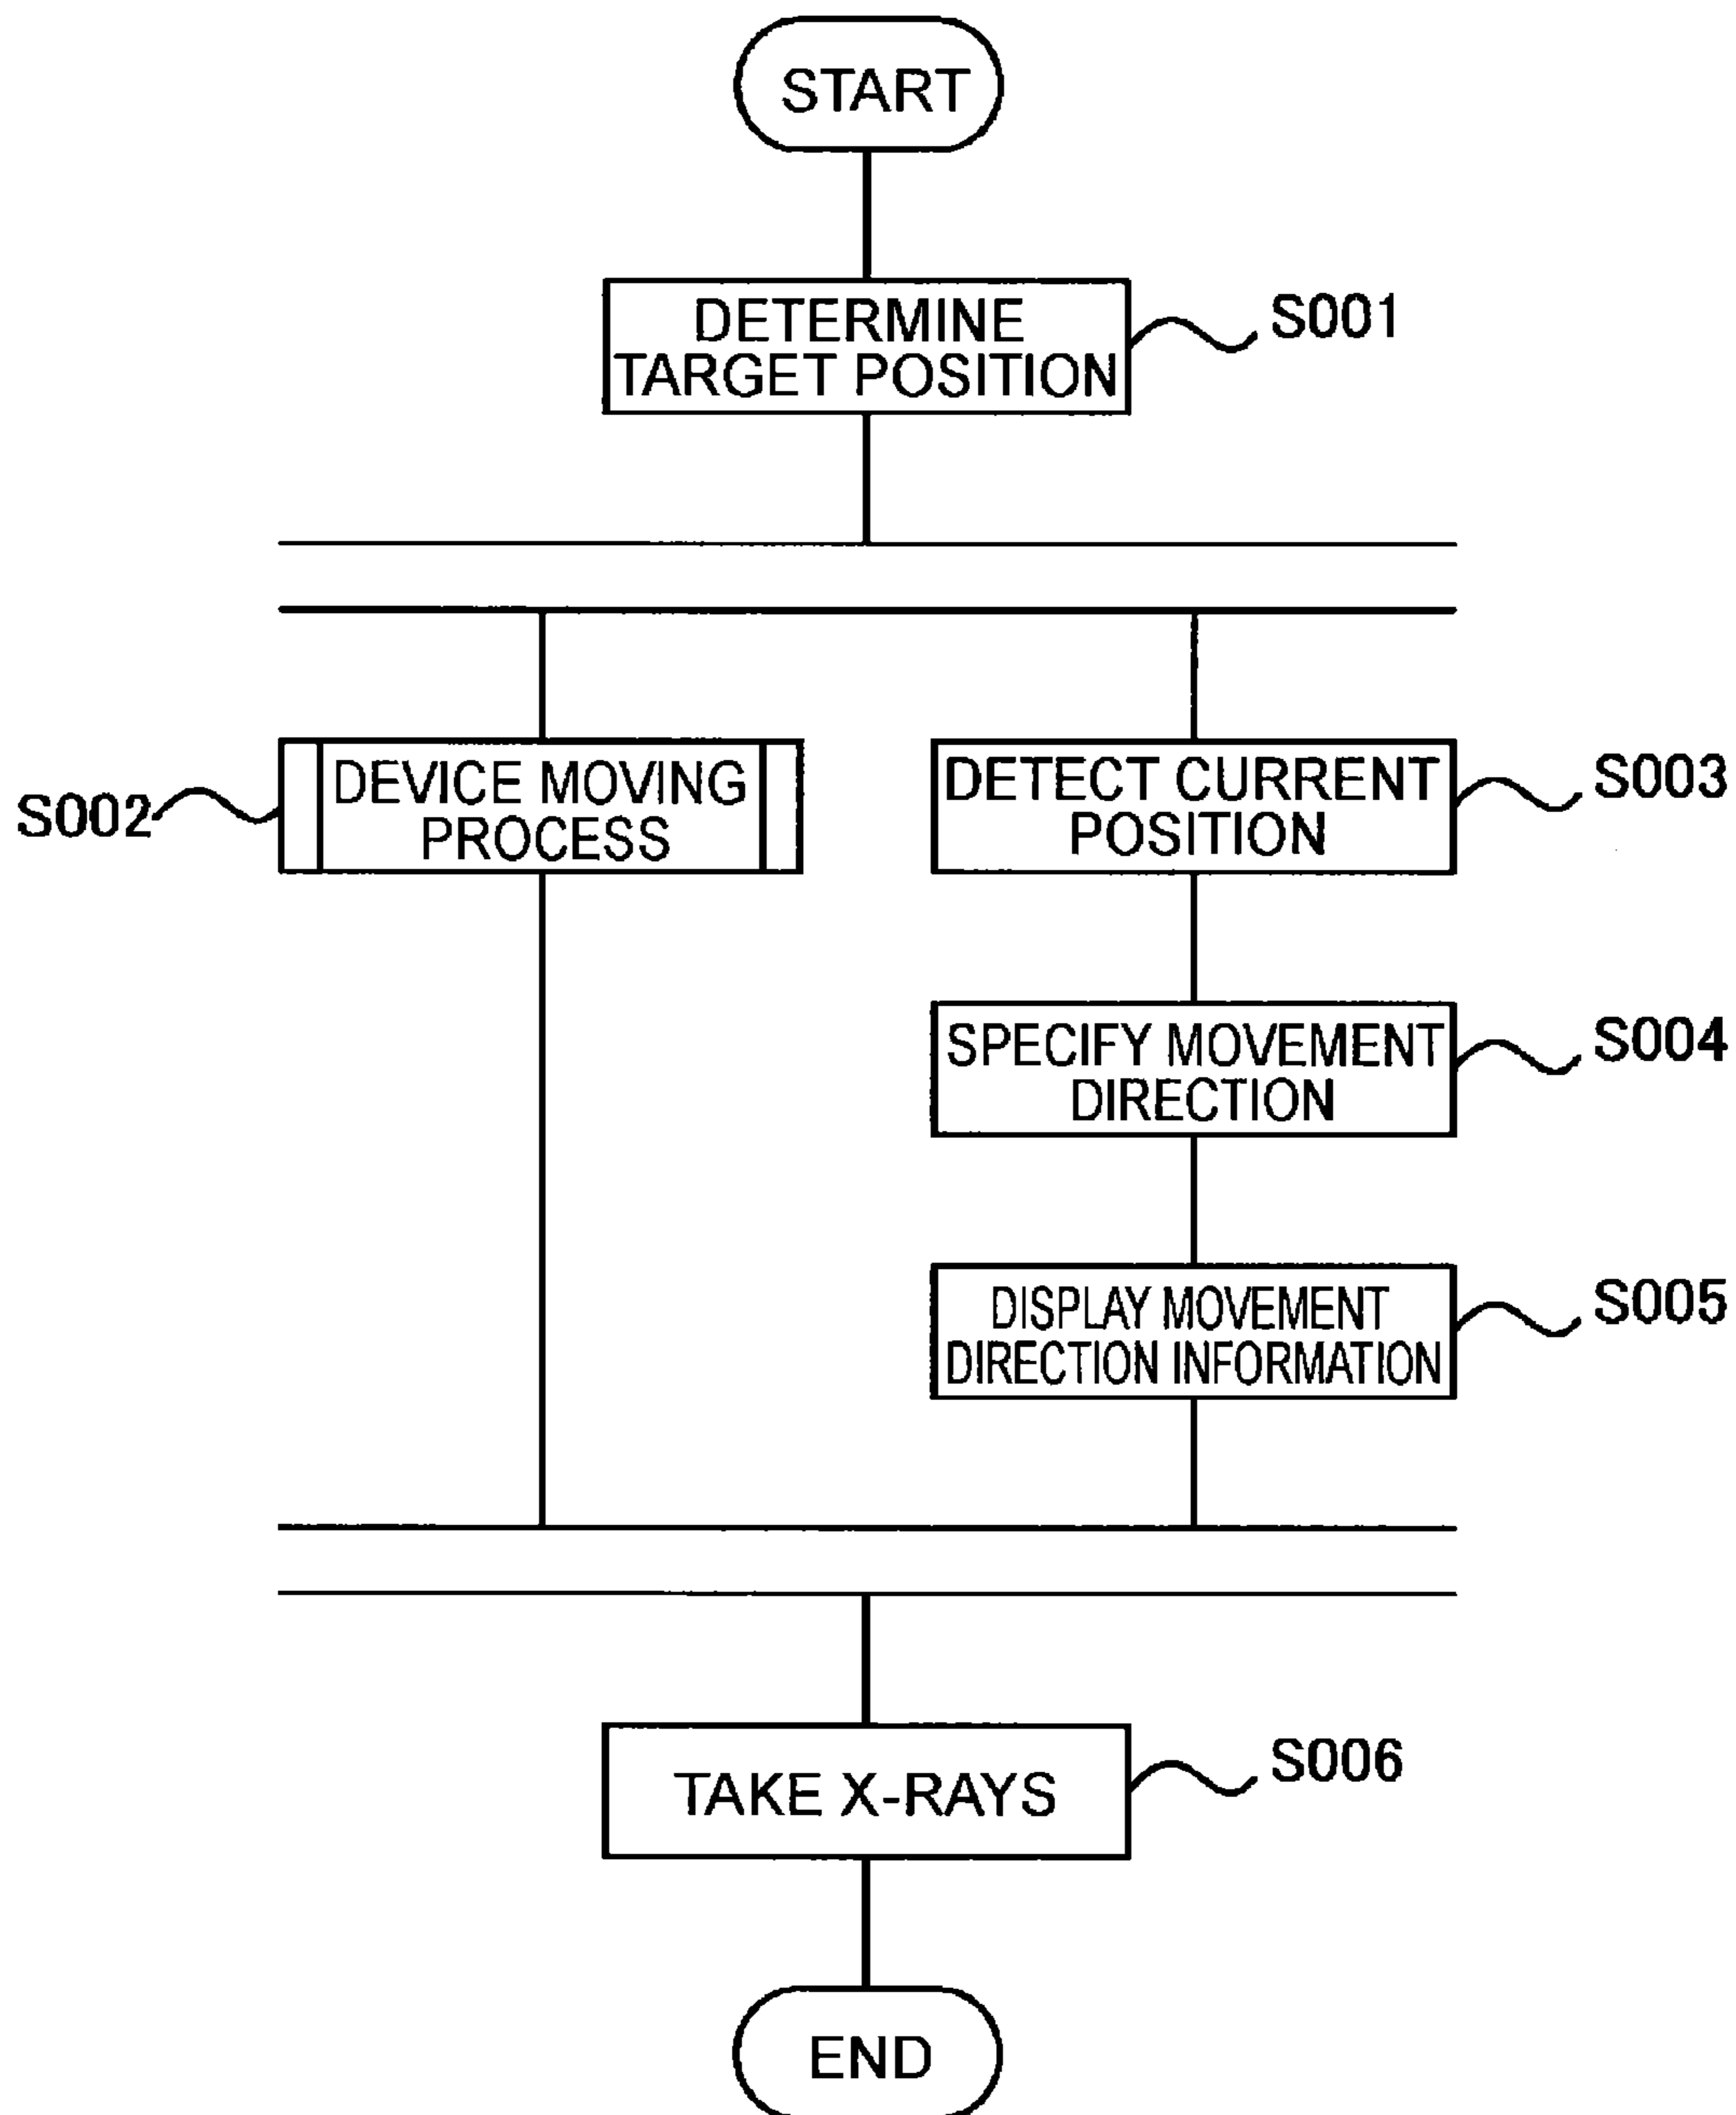 START
DETERMINE
TARGET POSITION
S001
DEVICE MOVING
PROCESS
S002
DETECT CURRENT
POSITION
S003
SPECIFY MOVEMENT
DIRECTION
S004
DISPLAY MOVEMENT
DIRECTION INFORMATION
S005
TAKE X-RAYS
S006
END